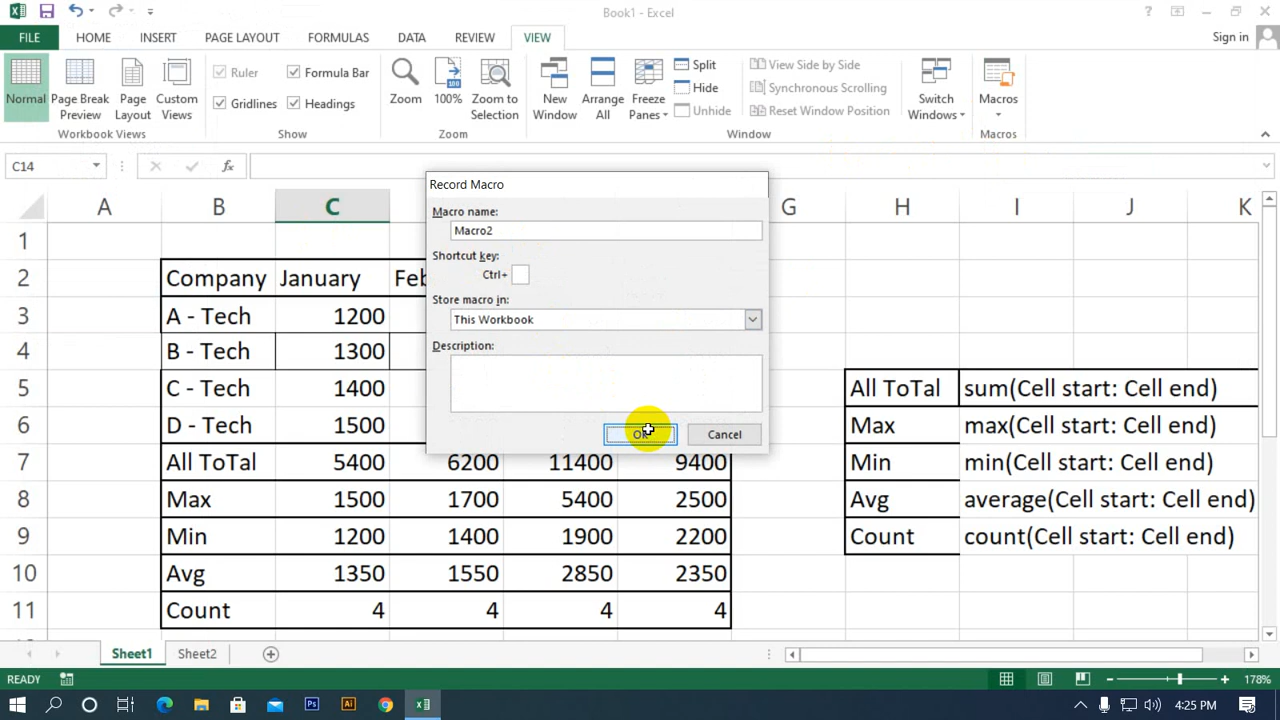 Book1 - Excel
FILE HOME INSERT PAGE LAYOUT FORMULAS DATA REVIEW VIEW Sign in
Normal Page Break Preview Page Layout Custom Views
Workbook Views
Ruler Formula Bar
Gridlines Headings
Show
Zoom 100% Zoom to Selection
Zoom
New Window Arrange All Freeze Panes
Split
Hide
Unhide
View Side by Side
Synchronous Scrolling
Reset Window Position
Switch Windows
Window
Macros
Macros
C14 fx
A B C G H I J K
Record Macro
Macro name:
Macro2
Shortcut key:
Ctrl+
Store macro in:
This Workbook
Description:
Cancel
1
2 Company January Feb
3 A - Tech 1200
4 B - Tech 1300
5 C - Tech 1400 All ToTal sum(Cell start: Cell end)
6 D - Tech 1500 Max max(Cell start: Cell end)
7 All ToTal 5400 6200 11400 9400 Min min(Cell start: Cell end)
8 Max 1500 1700 5400 2500 Avg average(Cell start: Cell end)
9 Min 1200 1400 1900 2200 Count count(Cell start: Cell end)
10 Avg 1350 1550 2850 2350
11 Count 4 4 4 4
Sheet1 Sheet2
READY 178%
4:25 PM